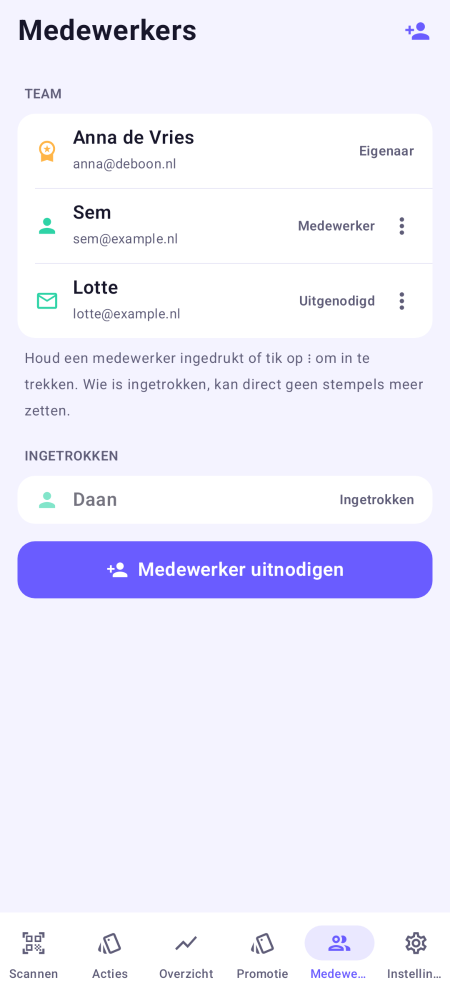 Medewerkers
TEAM
Anna de Vries
anna@deboon.nl
Eigenaar
Sem
sem@example.nl
Medewerker
Lotte
lotte@example.nl
Uitgenodigd
Houd een medewerker ingedrukt of tik op ⋮ om in te
trekken. Wie is ingetrokken, kan direct geen stempels meer
zetten.
INGETROKKEN
Daan
Ingetrokken
Medewerker uitnodigen
Scannen
Acties
Overzicht
Promotie
Medewe...
Instellin...